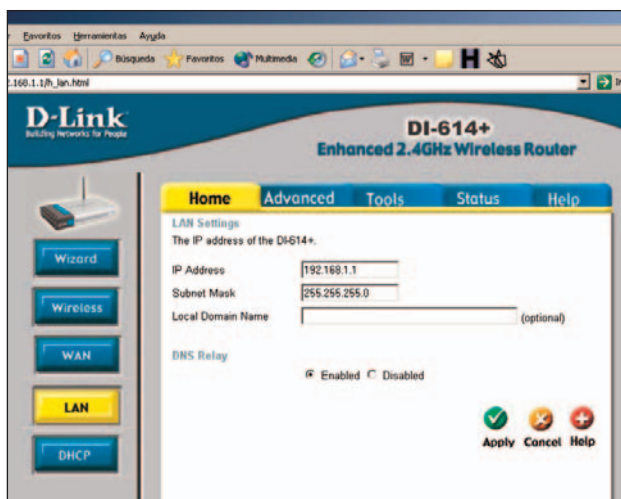 Favoritos Herramientas Ayuda
Búsqueda Favoritos Multimedia
.168.1.1/h_lan.html
D-Link
Building Networks for People
DI-614+
Enhanced 2.4GHz Wireless Router
Home Advanced Tools Status Help
LAN Settings
The IP address of the DI-614+.
IP Address 192.168.1.1
Subnet Mask 255.255.255.0
Local Domain Name (optional)
DNS Relay
Enabled Disabled
Apply Cancel Help
Wizard
Wireless
WAN
LAN
DHCP